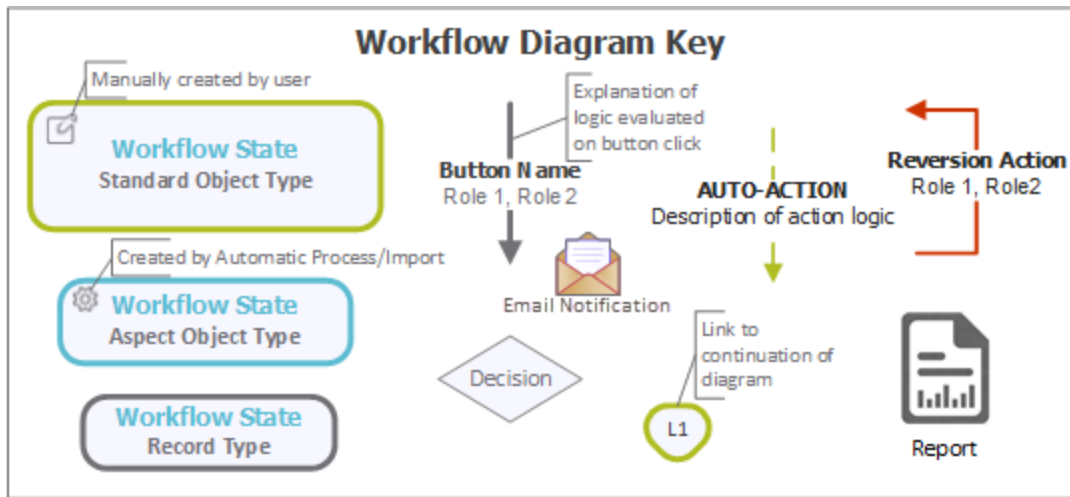 Workflow Diagram Key
Manually created by user
Workflow State
Standard Object Type
Created by Automatic Process/Import
Workflow State
Aspect Object Type
Workflow State
Record Type
Explanation of
logic evaluated
on button click
Button Name
Role 1, Role 2
Email Notification
Decision
AUTO-ACTION
Description of action logic
Link to
continuation of
diagram
L1
Reversion Action
Role 1, Role2
Report